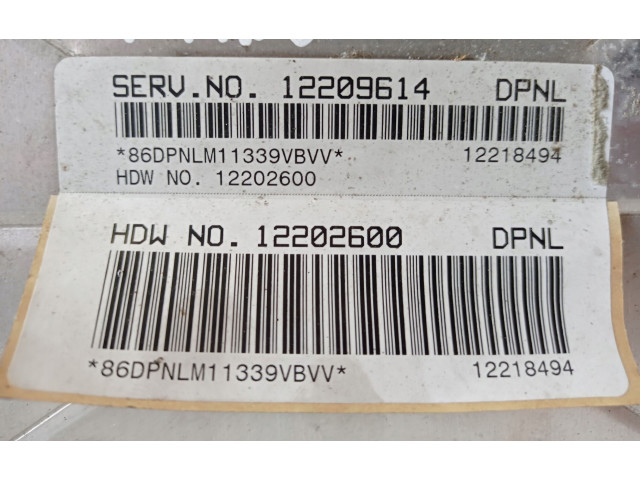 SERV.NO. 12209614 DPNL
*86DPNLM11339VBVV* 12218494
HDW NO. 12202600
HDW NO. 12202600 DPNL
*86DPNLM11339VBVV* 12218494